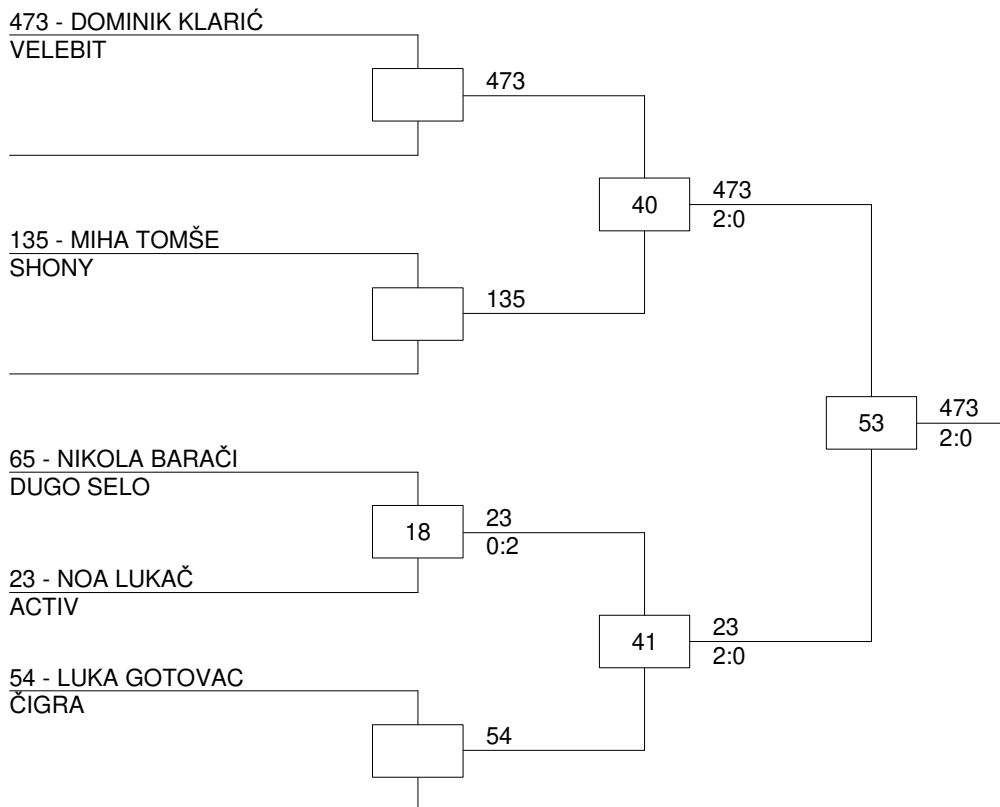 473 - DOMINIK KLARIĆ
VELEBIT
473
40
473
2:0
135 - MIHA TOMŠE
SHONY
135
53
473
2:0
65 - NIKOLA BARAČI
DUGO SELO
18
23
0:2
23 - NOA LUKAČ
ACTIV
41
23
2:0
54 - LUKA GOTOVAC
ČIGRA
54